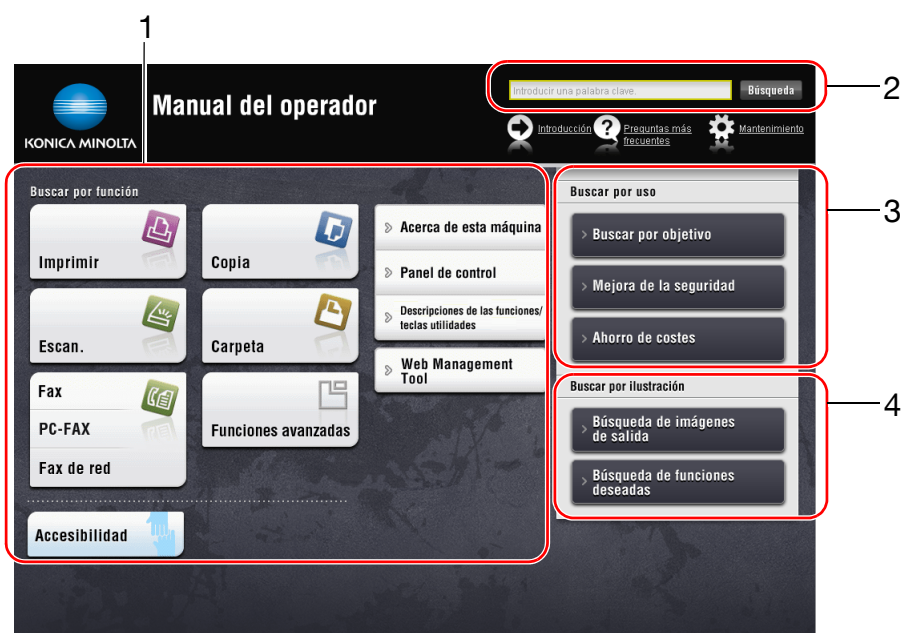 1
2
3
4
KONICA MINOLTA
Manual del operador
Introducir una palabra clave.
Búsqueda
Introducción
Preguntas más
frecuentes
Mantenimiento
Buscar por función
Imprimir
Copia
Escan.
Carpeta
Fax
PC-FAX
Fax de red
Funciones avanzadas
Accesibilidad
Acerca de esta máquina
Panel de control
Descripciones de las funciones/
teclas utilidades
Web Management
Tool
Buscar por uso
Buscar por objetivo
Mejora de la seguridad
Ahorro de costes
Buscar por ilustración
Búsqueda de imágenes
de salida
Búsqueda de funciones
deseadas